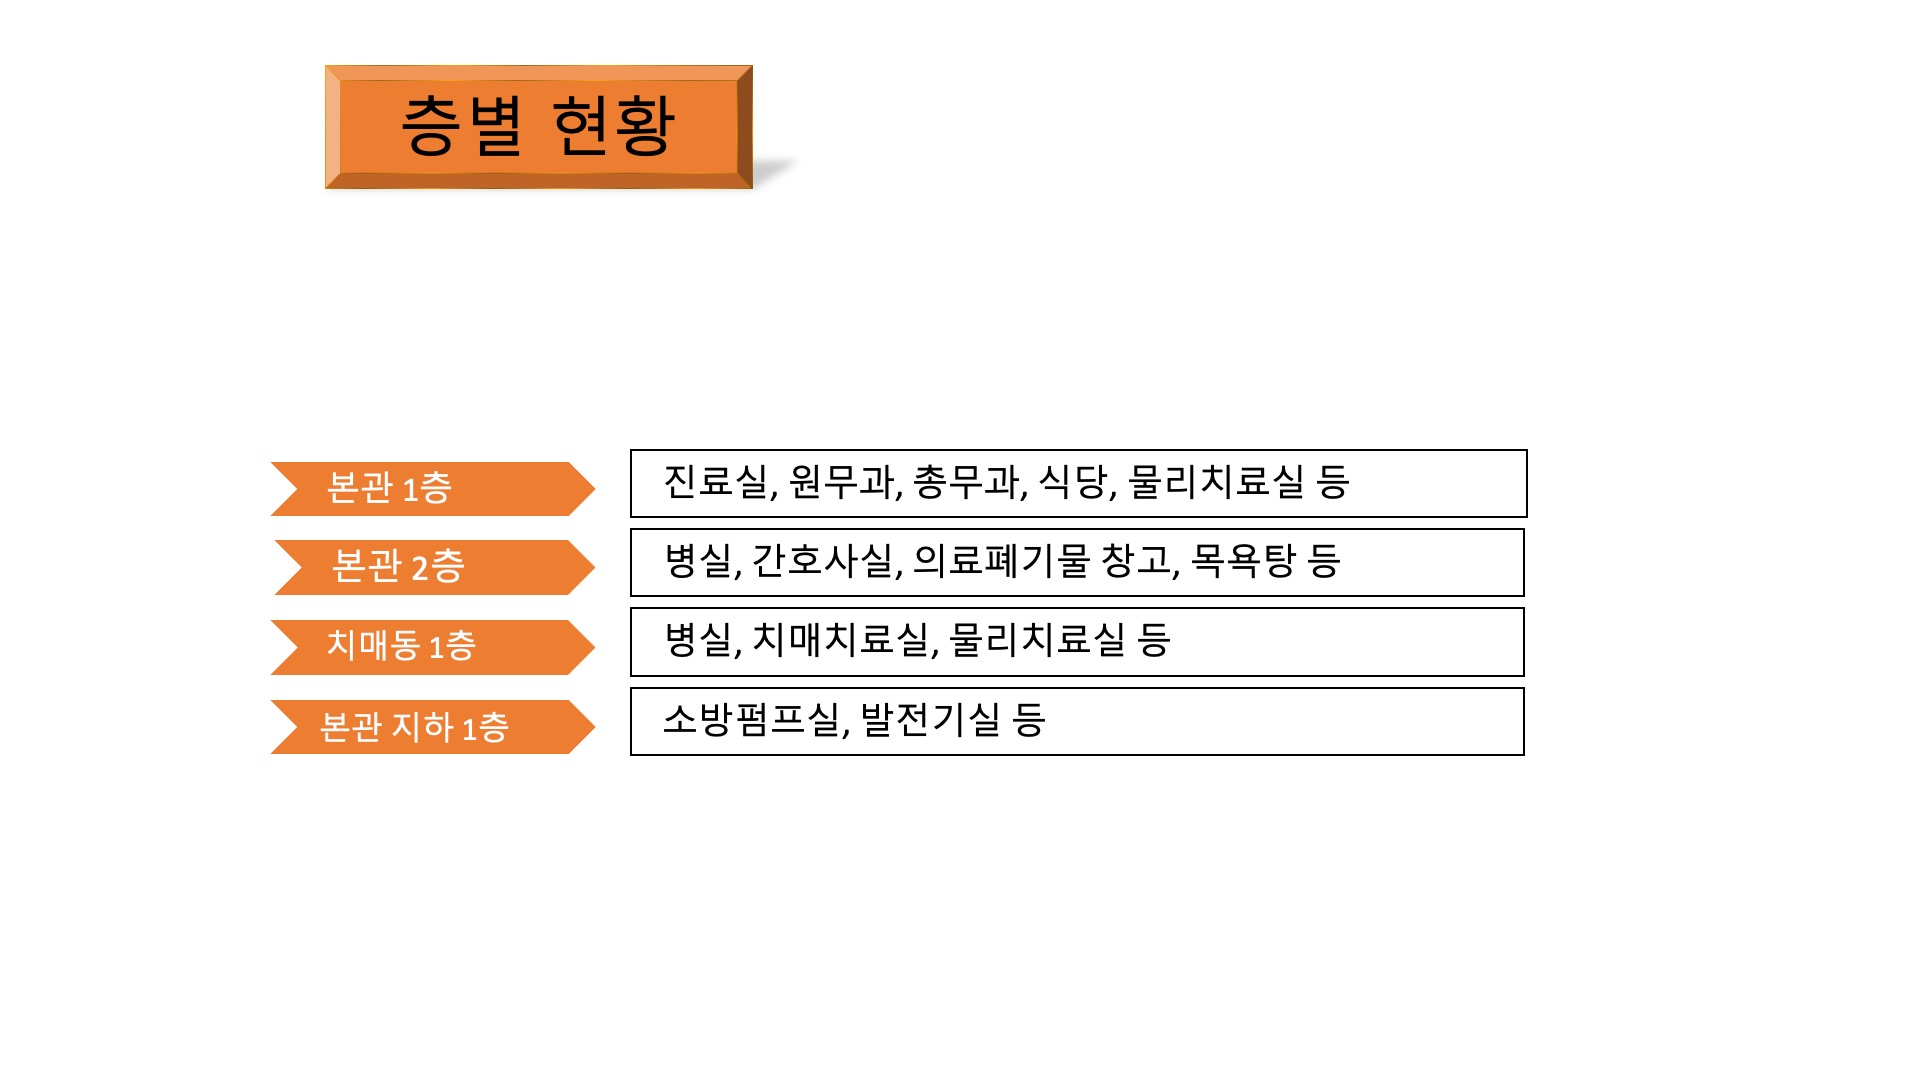 층별 현황
본관 1층
진료실, 원무과, 총무과, 식당, 물리치료실 등
본관 2층
병실, 간호사실, 의료폐기물 창고, 목욕탕 등
치매동 1층
병실, 치매치료실, 물리치료실 등
본관 지하 1층
소방펌프실, 발전기실 등